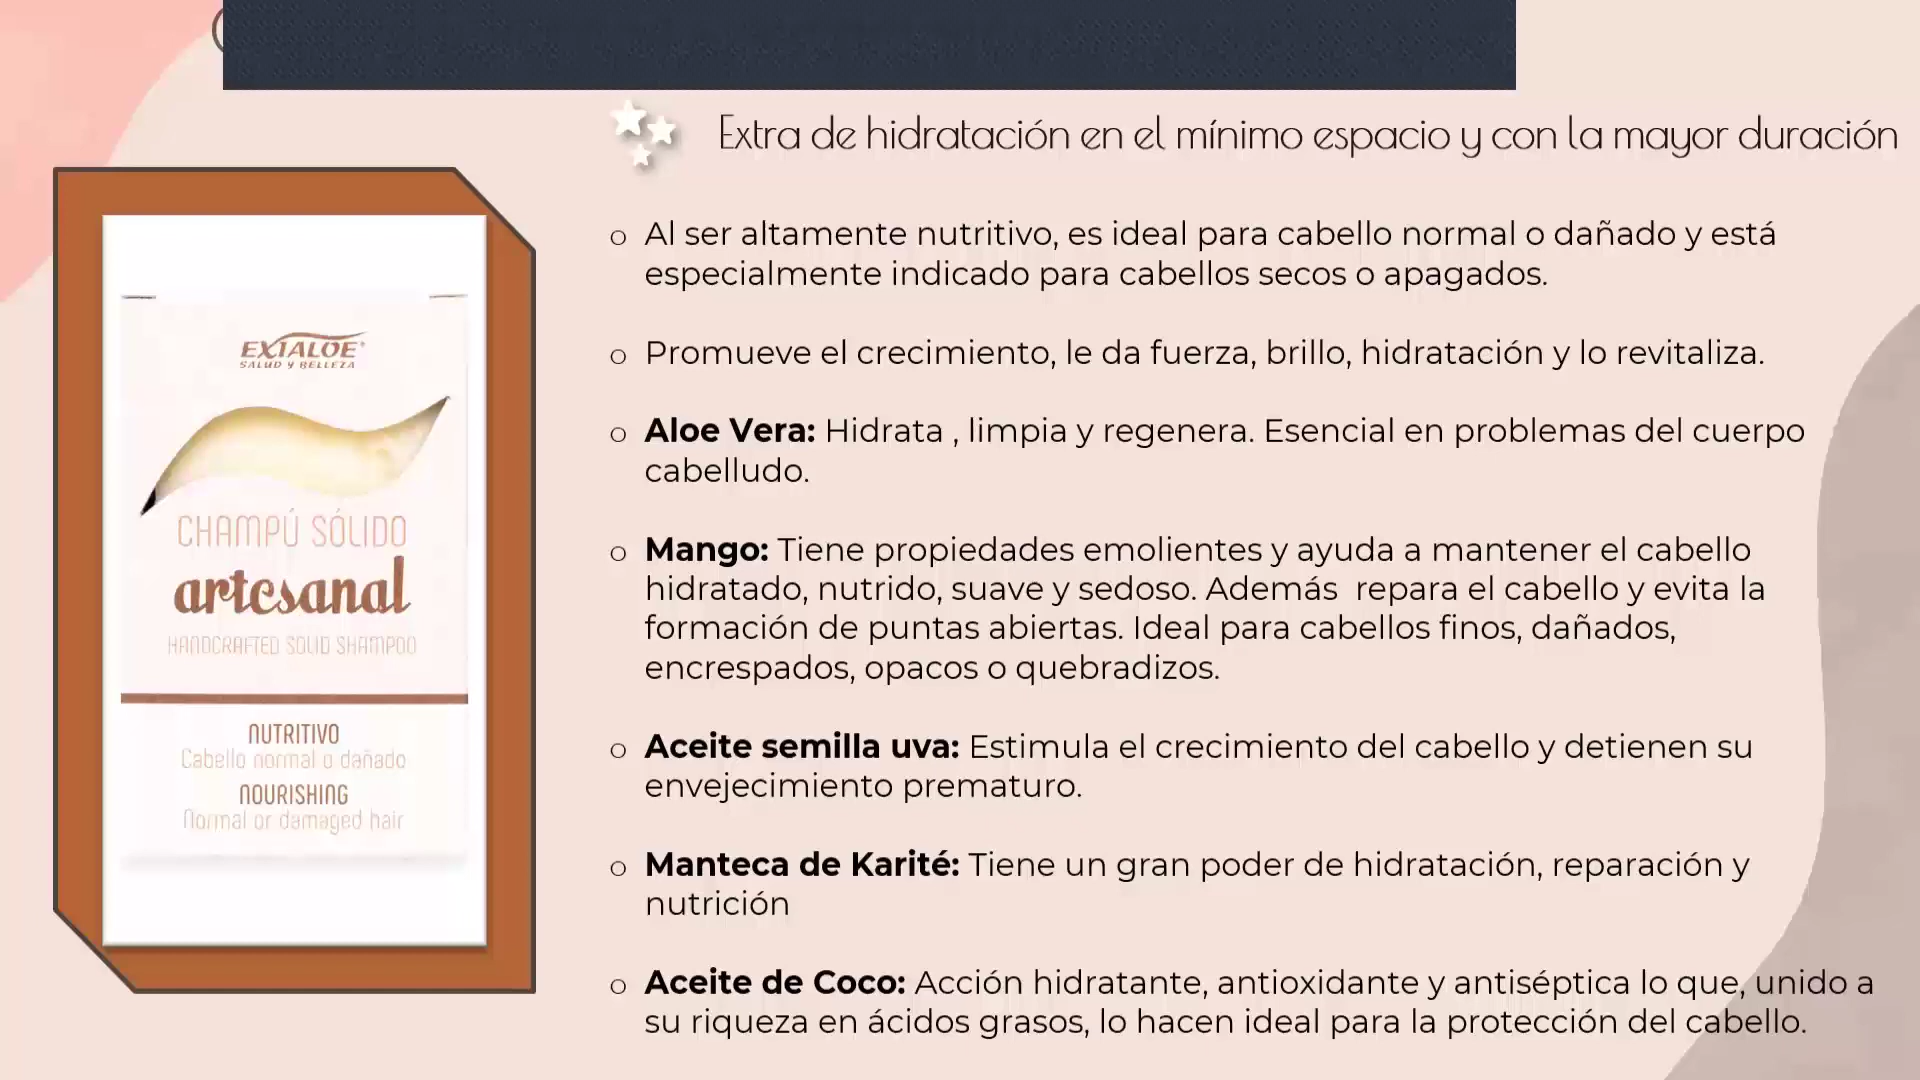 Extra de hidratación en el mínimo espacio y con la mayor duración
o Al ser altamente nutritivo, es ideal para cabello normal o dañado y está
especialmente indicado para cabellos secos o apagados.
o Promueve el crecimiento, le da fuerza, brillo, hidratación y lo revitaliza.
o Aloe Vera: Hidrata , limpia y regenera. Esencial en problemas del cuerpo
cabelludo.
o Mango: Tiene propiedades emolientes y ayuda a mantener el cabello
hidratado, nutrido, suave y sedoso. Además  repara el cabello y evita la
formación de puntas abiertas. Ideal para cabellos finos, dañados,
encrespados, opacos o quebradizos.
o Aceite semilla uva: Estimula el crecimiento del cabello y detienen su
envejecimiento prematuro.
o Manteca de Karité: Tiene un gran poder de hidratación, reparación y
nutrición
o Aceite de Coco: Acción hidratante, antioxidante y antiséptica lo que, unido a
su riqueza en ácidos grasos, lo hacen ideal para la protección del cabello.
EXIALOE®
SALUD Y BELLEZA
CHAMPÚ SÓLIDO
artesanal
HANDCRAFTED SOLID SHAMPOO
NUTRITIVO
Cabello normal o dañado
NOURISHING
Normal or damaged hair